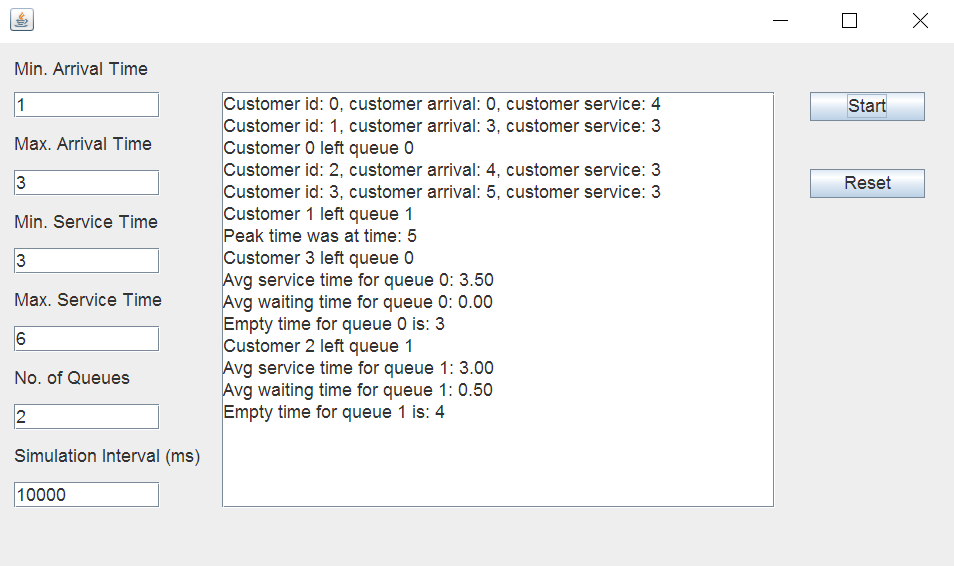 Min. Arrival Time
1
Max. Arrival Time
3
Min. Service Time
3
Max. Service Time
6
No. of Queues
2
Simulation Interval (ms)
10000
Customer id: 0, customer arrival: 0, customer service: 4
Customer id: 1, customer arrival: 3, customer service: 3
Customer 0 left queue 0
Customer id: 2, customer arrival: 4, customer service: 3
Customer id: 3, customer arrival: 5, customer service: 3
Customer 1 left queue 1
Peak time was at time: 5
Customer 3 left queue 0
Avg service time for queue 0: 3.50
Avg waiting time for queue 0: 0.00
Empty time for queue 0 is: 3
Customer 2 left queue 1
Avg service time for queue 1: 3.00
Avg waiting time for queue 1: 0.50
Empty time for queue 1 is: 4
Start
Reset